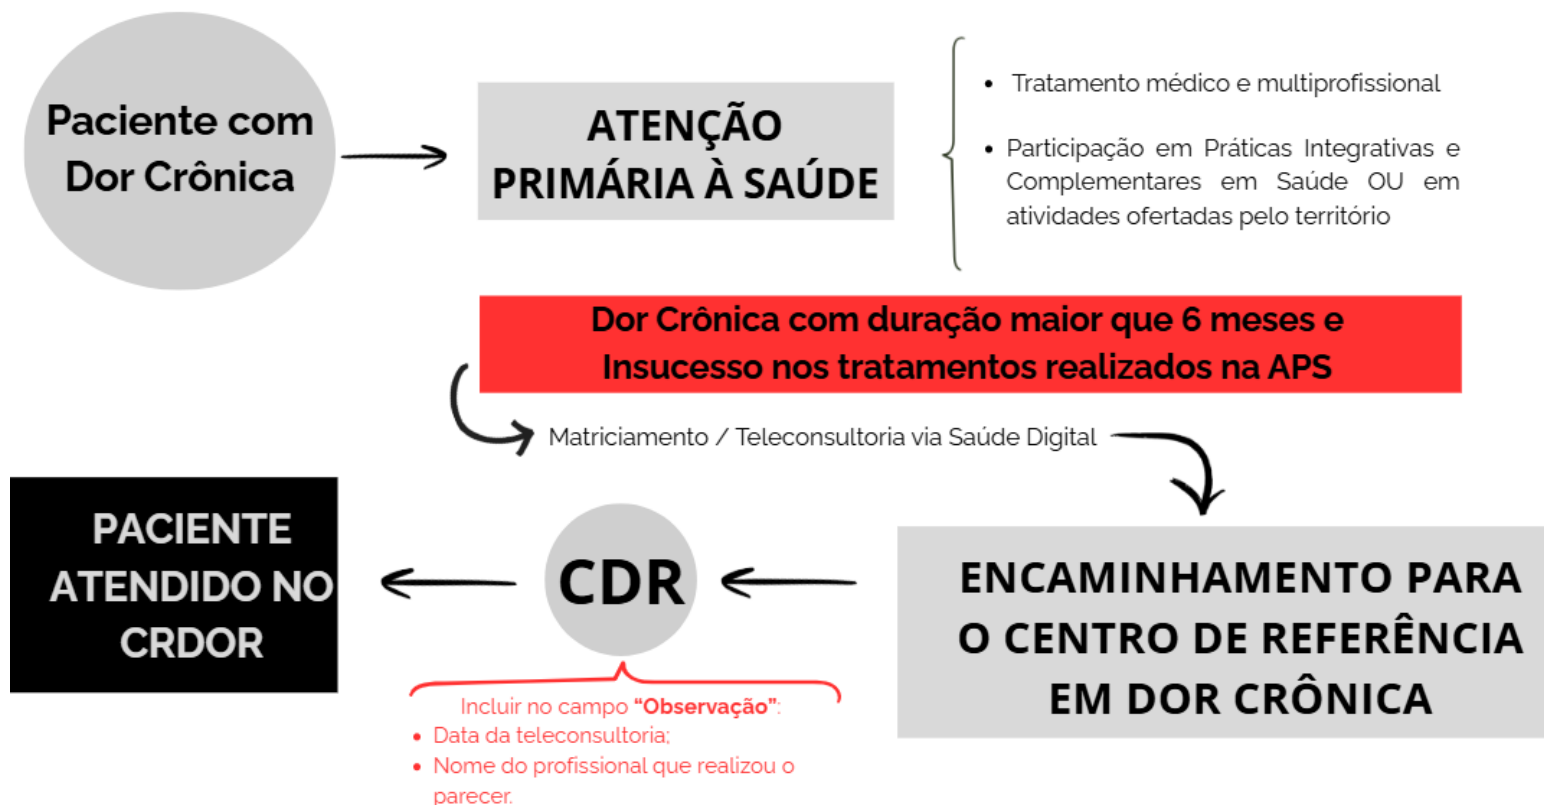 Paciente com
Dor Crônica
ATENÇÃO
PRIMÁRIA À SAÚDE
• Tratamento médico e multiprofissional
• Participação em Práticas Integrativas e
Complementares em Saúde OU em
atividades ofertadas pelo território
Dor Crônica com duração maior que 6 meses e
Insucesso nos tratamentos realizados na APS
Matriciamento / Teleconsultoria via Saúde Digital
ENCAMINHAMENTO PARA
O CENTRO DE REFERÊNCIA
EM DOR CRÔNICA
CDR
Incluir no campo “Observação”:
• Data da teleconsultoria;
• Nome do profissional que realizou o
parecer.
PACIENTE
ATENDIDO NO
CRDOR